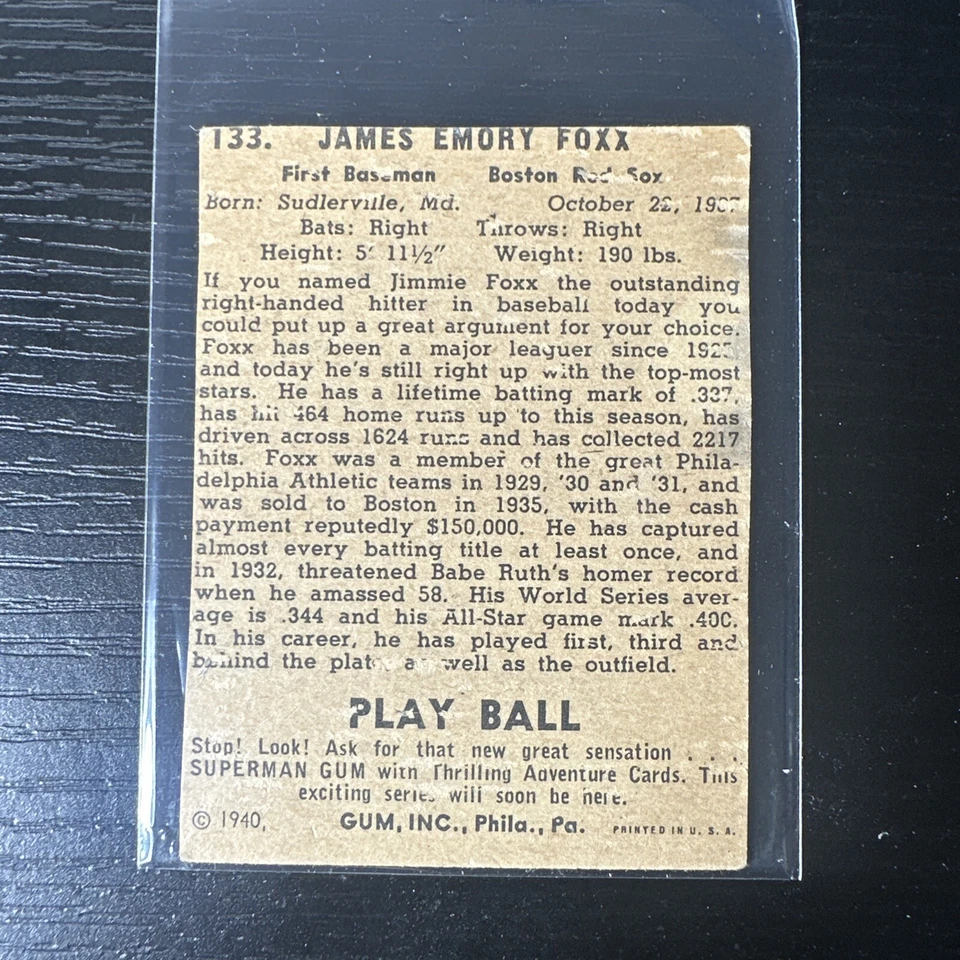 133. JAMES EMORY FOXX
First Baseman Boston Red Sox
Born: Sudlerville, Md. October 22, 1907
Bats: Right Throws: Right
Height: 5' 11½" Weight: 190 lbs.
If you named Jimmie Foxx the outstanding
right-handed hitter in baseball today you
could put up a great argument for your choice.
Foxx has been a major leaguer since
and today he's still right up with the top-most
stars. He has a lifetime batting mark of .337,
has hit 464 home runs up to this season, has
driven across 1624 runs and has collected 2217
hits. Foxx was a member of the great Phila-
delphia Athletic teams in 1929, '30 and '31, and
was sold to Boston in 1935, with the cash
payment reputedly $150,000. He has captured
almost every batting title at least once, and
in 1932, threatened Babe Ruth's homer record
when he amassed 58. His World Series aver-
age is .344 and his All-Star game mark .400.
In his career, he has played first, third and
behind the plate as well as the outfield.
PLAY BALL
Stop! Look! Ask for that new great sensation . . . .
SUPERMAN GUM with Thrilling Adventure Cards. This
exciting series will soon be here.
© 1940, GUM, INC., Phila., Pa. PRINTED IN U. S. A.